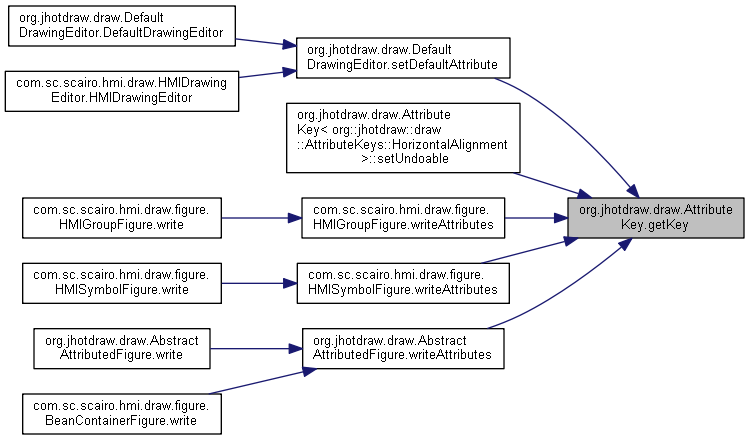 org.jhotdraw.draw.Default
DrawingEditor.DefaultDrawingEditor
com.sc.scairo.hmi.draw.HMIDrawing
Editor.HMIDrawingEditor
org.jhotdraw.draw.Default
DrawingEditor.setDefaultAttribute
org.jhotdraw.draw.Attribute
Key< org::jhotdraw::draw
::AttributeKeys::HorizontalAlignment
>::setUndoable
com.sc.scairo.hmi.draw.figure.
HMIGroupFigure.write
com.sc.scairo.hmi.draw.figure.
HMIGroupFigure.writeAttributes
org.jhotdraw.draw.Attribute
Key.getKey
com.sc.scairo.hmi.draw.figure.
HMISymbolFigure.write
com.sc.scairo.hmi.draw.figure.
HMISymbolFigure.writeAttributes
org.jhotdraw.draw.Abstract
AttributedFigure.write
org.jhotdraw.draw.Abstract
AttributedFigure.writeAttributes
com.sc.scairo.hmi.draw.figure.
BeanContainerFigure.write